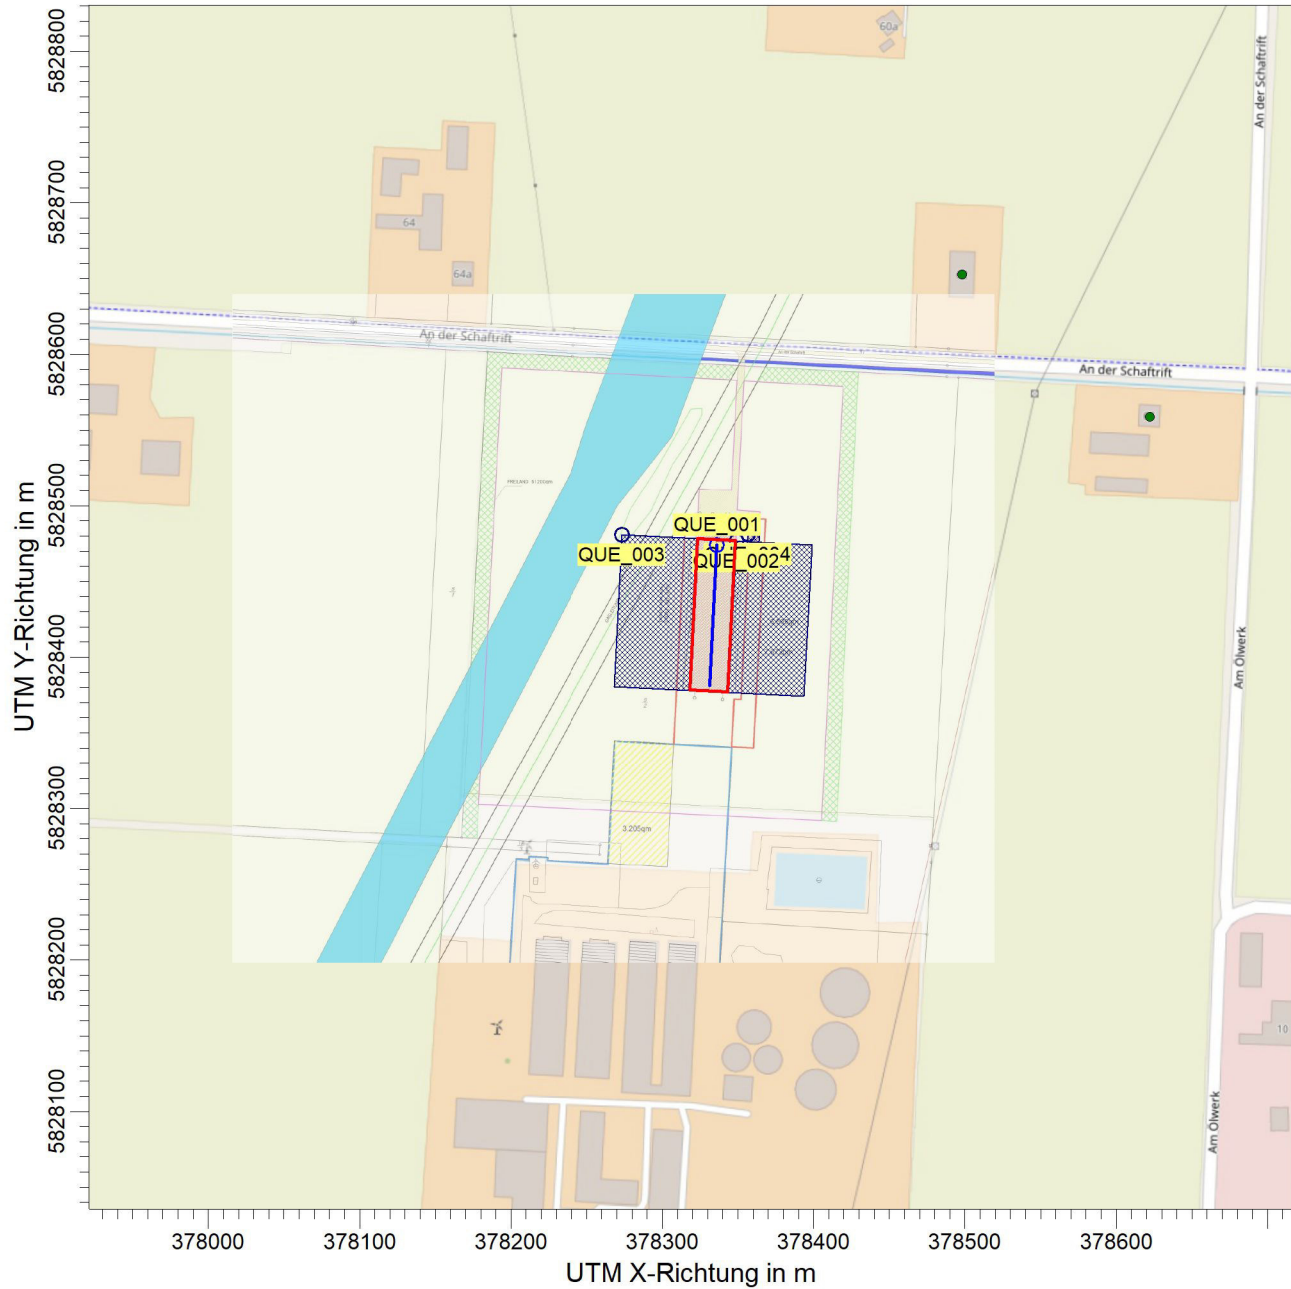 60a
An der Schaftrift
64
64a
An der Schaftrift
An der Schaftrift
QUE_001
QUE_003
QUE_002
3.205qm
Am Ölwerk
10
Am Ölwerk
5828800
5828700
5828600
5828500
5828400
5828300
5828200
5828100
UTM Y-Richtung in m
378000
378100
378200
378300
378400
378500
378600
UTM X-Richtung in m